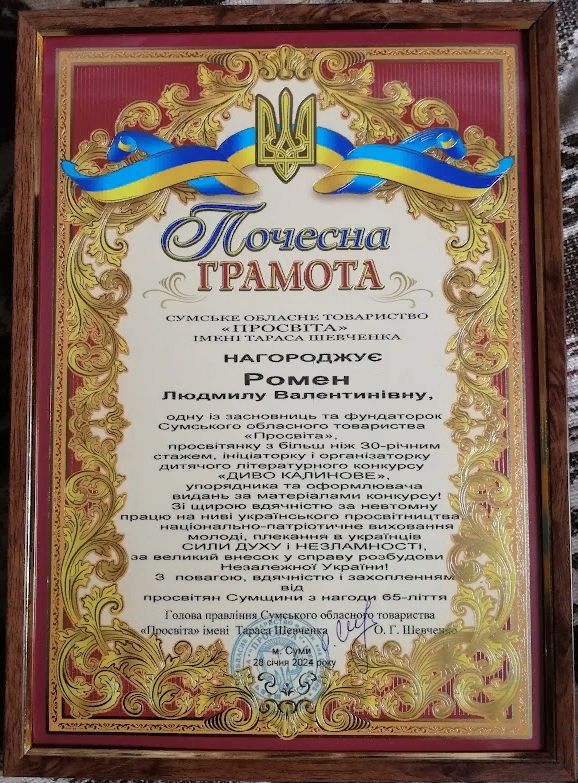 Почесна
ГРАМОТА
СУМСЬКЕ ОБЛАСНЕ ТОВАРИСТВО
«ПРОСВІТА»
ІМЕНІ ТАРАСА ШЕВЧЕНКА
НАГОРОДЖУЄ
Ромен
Людмилу Валентинівну,
одну із засновниць та фундаторок
Сумського обласного товариства
«Просвіта»,
просвітянку з більш ніж 30-річним
стажем, ініціаторку і організаторку
дитячого літературного конкурсу
«ДИВО КАЛИНОВЕ»,
упорядника та оформлювача
видань за матеріалами конкурсу!
Зі щирою вдячністю за невтомну
працю на ниві українського просвітництва,
національно-патріотичне виховання
молоді, плекання в українців
СИЛИ ДУХУ і НЕЗЛАМНОСТІ,
за великий внесок у справу розбудови
Незалежної України!
З повагою, вдячністю і захопленням
від
просвітян Сумщини з нагоди 65-ліття
Голова правління Сумського обласного товариства
«Просвіта» імені Тараса Шевченка О. Г. Шевченко
м. Суми
28 січня 2024 року